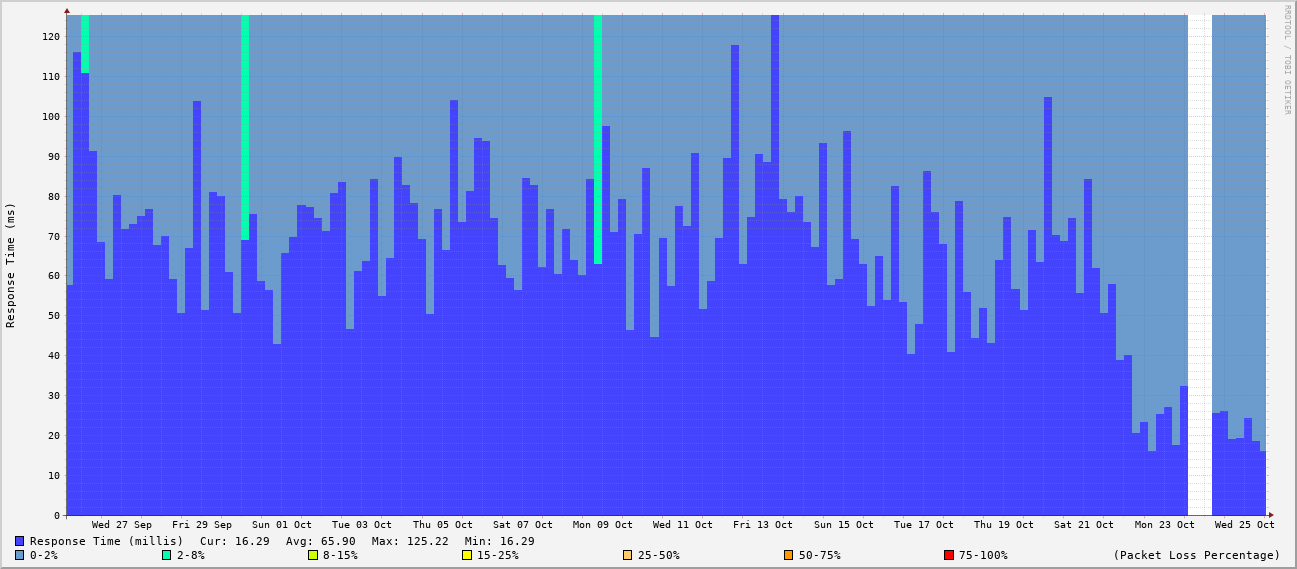 RRDTOOL / TOBI OETIKER
Response Time (ms)
120
110
100
90
80
70
60
50
40
30
20
10
0
Wed 27 Sep Fri 29 Sep Sun 01 Oct Tue 03 Oct Thu 05 Oct Sat 07 Oct Mon 09 Oct Wed 11 Oct Fri 13 Oct Sun 15 Oct Tue 17 Oct Thu 19 Oct Sat 21 Oct Mon 23 Oct Wed 25 Oct
Response Time (millis) Cur: 16.29 Avg: 65.90 Max: 125.22 Min: 16.29
0-2% 2-8% 8-15% 15-25% 25-50% 50-75% 75-100% (Packet Loss Percentage)